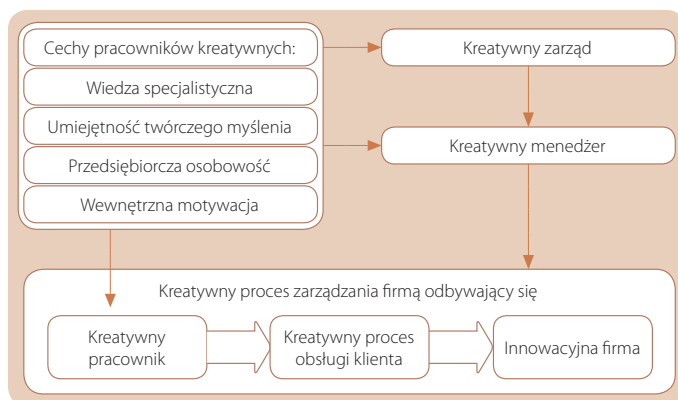 Cechy pracowników kreatywnych:
Wiedza specjalistyczna
Umiejętność twórczego myślenia
Przedsiębiorcza osobowość
Wewnętrzna motywacja
Kreatywny zarząd
Kreatywny menedżer
Kreatywny proces zarządzania firmą odbywający się
Kreatywny
pracownik
Kreatywny proces
obsługi klienta
Innowacyjna firma